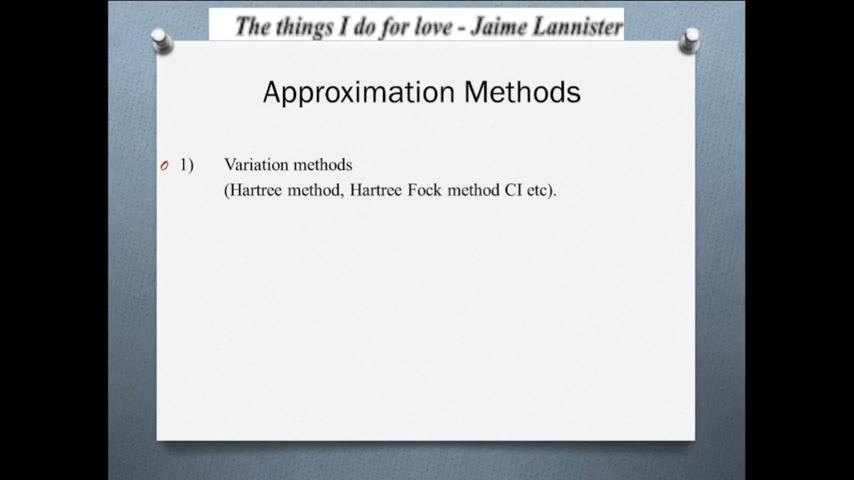 The things I do for love - Jaime Lannister
Approximation Methods
1) Variation methods
(Hartree method, Hartree Fock method CI etc).